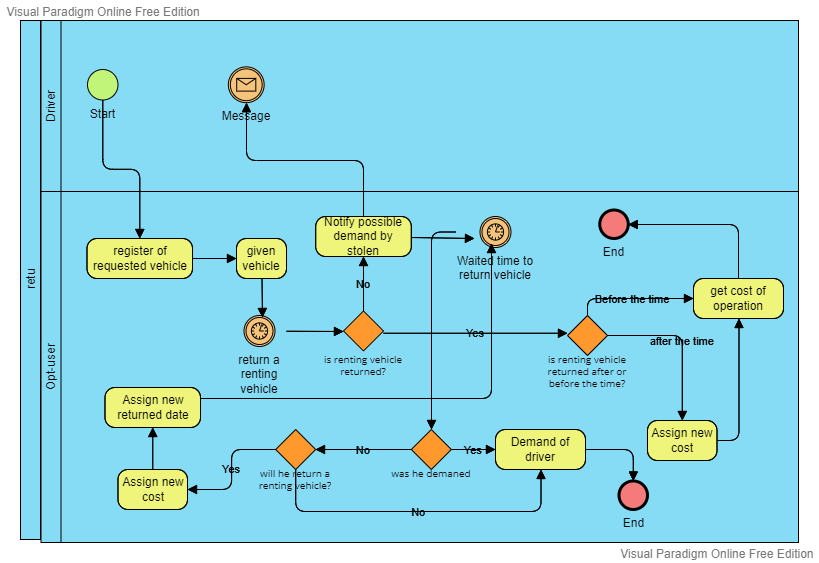 Visual Paradigm Online Free Edition
retu
Driver
Start
Message
Opt-user
register of
requested vehicle
given
vehicle
Notify possible
demand by
stolen
Waited time to
return vehicle
End
get cost of
operation
No
Before the time
Yes
after the time
return a
renting
vehicle
is renting vehicle
returned?
is renting vehicle
returned after or
before the time?
Assign new
returned date
Assign new
cost
Demand of
driver
No
Yes
was he demaned
Yes
will he return a
renting vehicle?
Assign new
cost
No
End
Visual Paradigm Online Free Edition